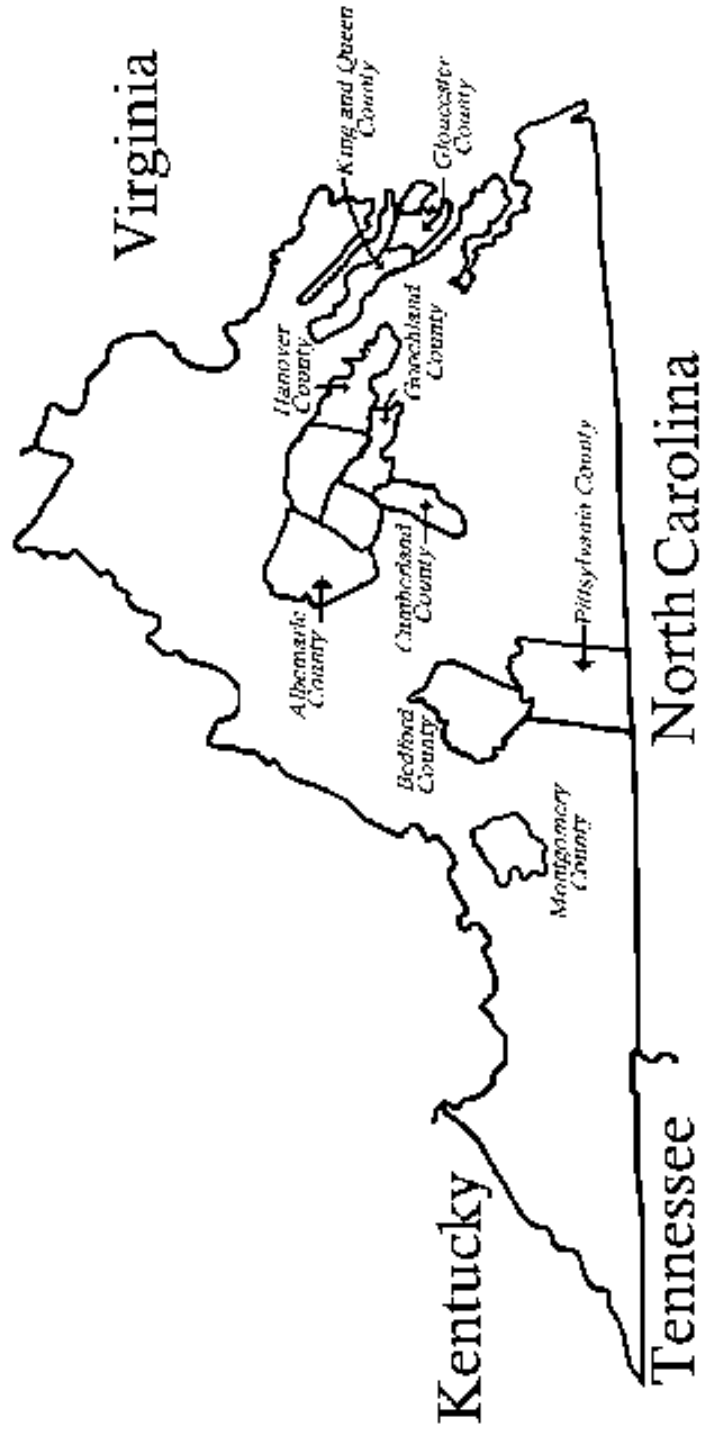 Virginia
King and Queen
County
Gloucester
County
Hanover
County
Goochland
County
Albemarle
County
Cumberland
County
Bedford
County
Pittsylvania County
Montgomery
County
Kentucky
Tennessee
North Carolina